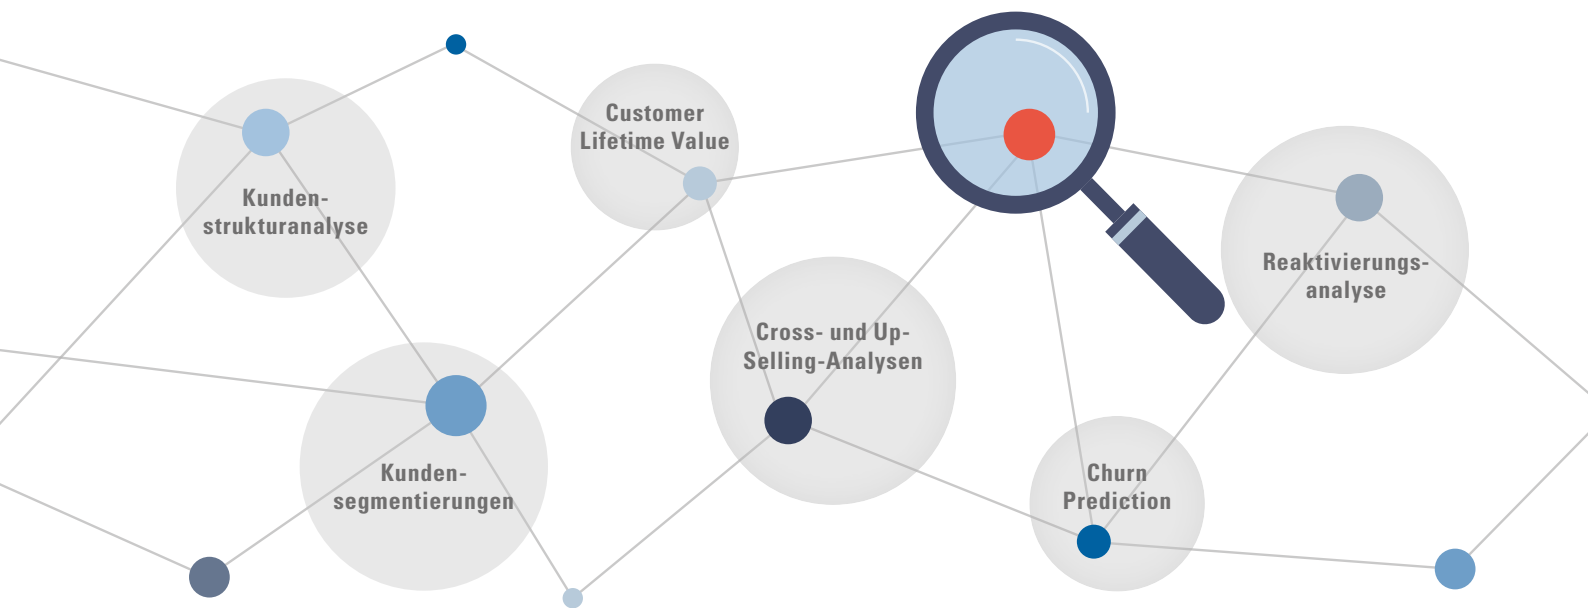 Kunden-
strukturanalyse
Customer
Lifetime Value
Kunden-
segmentierungen
Cross- und Up-
Selling-Analysen
Churn
Prediction
Reaktivierungs-
analyse